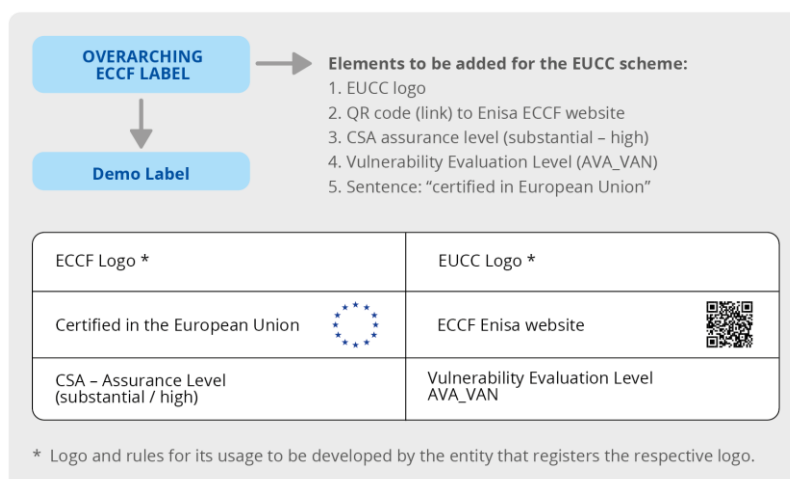 OVERARCHING
ECCF LABEL
Demo Label
Elements to be added for the EUCC scheme:
1. EUCC logo
2. QR code (link) to Enisa ECCF website
3. CSA assurance level (substantial – high)
4. Vulnerability Evaluation Level (AVA_VAN)
5. Sentence: “certified in European Union”
ECCF Logo *
EUCC Logo *
Certified in the European Union
ECCF Enisa website
CSA – Assurance Level
(substantial / high)
Vulnerability Evaluation Level
AVA_VAN
* Logo and rules for its usage to be developed by the entity that registers the respective logo.